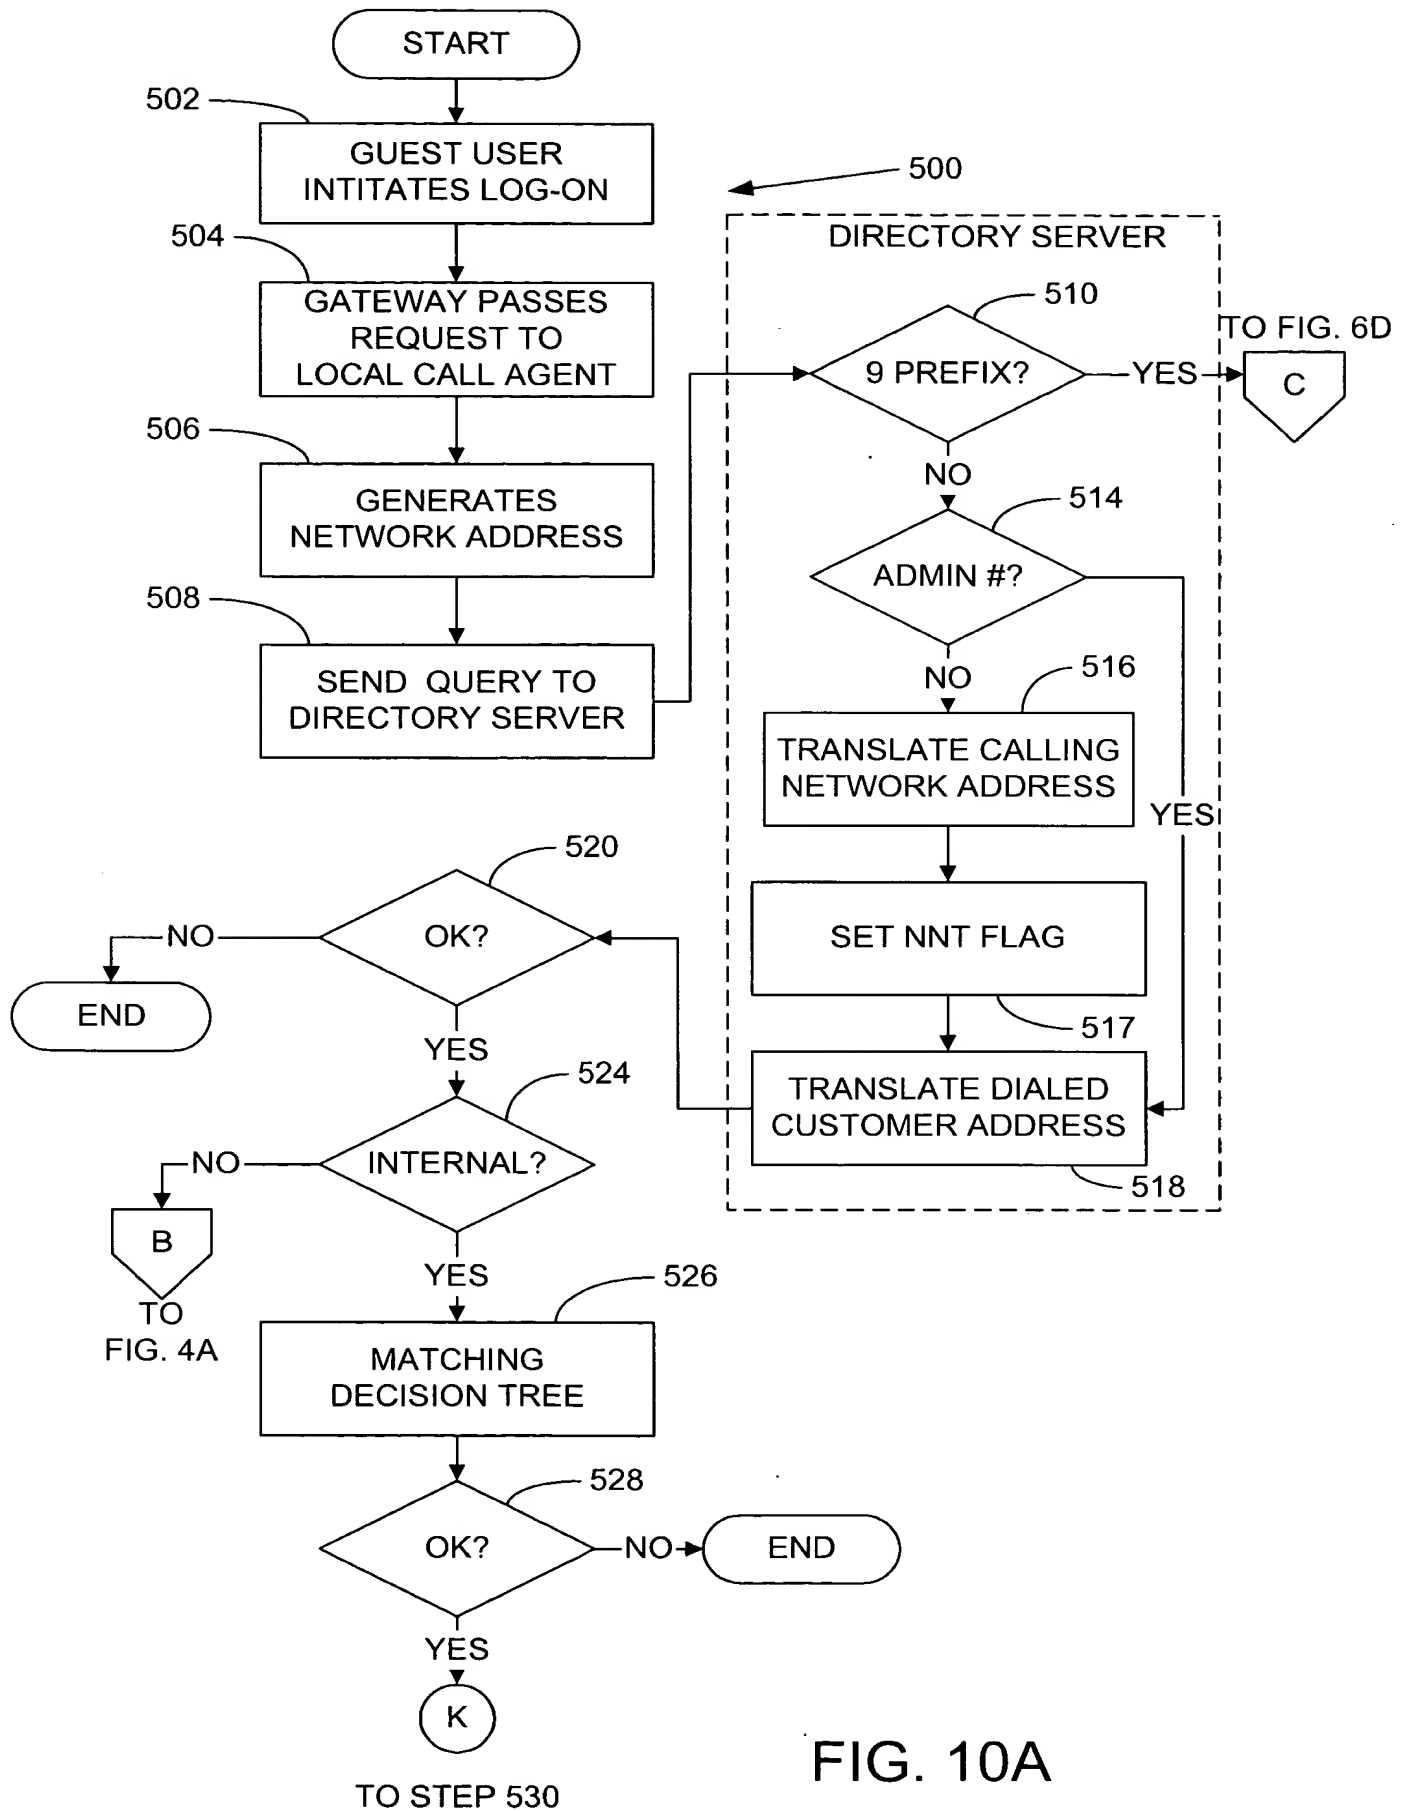 START
502
GUEST USER
INTITATES LOG-ON
504
GATEWAY PASSES
REQUEST TO
LOCAL CALL AGENT
506
GENERATES
NETWORK ADDRESS
508
SEND QUERY TO
DIRECTORY SERVER
500
DIRECTORY SERVER
510
9 PREFIX?
YES
TO FIG. 6D
C
NO
514
ADMIN #?
NO
YES
516
TRANSLATE CALLING
NETWORK ADDRESS
SET NNT FLAG
517
TRANSLATE DIALED
CUSTOMER ADDRESS
518
520
OK?
NO
END
YES
524
INTERNAL?
NO
B
TO
FIG. 4A
YES
526
MATCHING
DECISION TREE
528
OK?
NO
END
YES
K
TO STEP 530
FIG. 10A